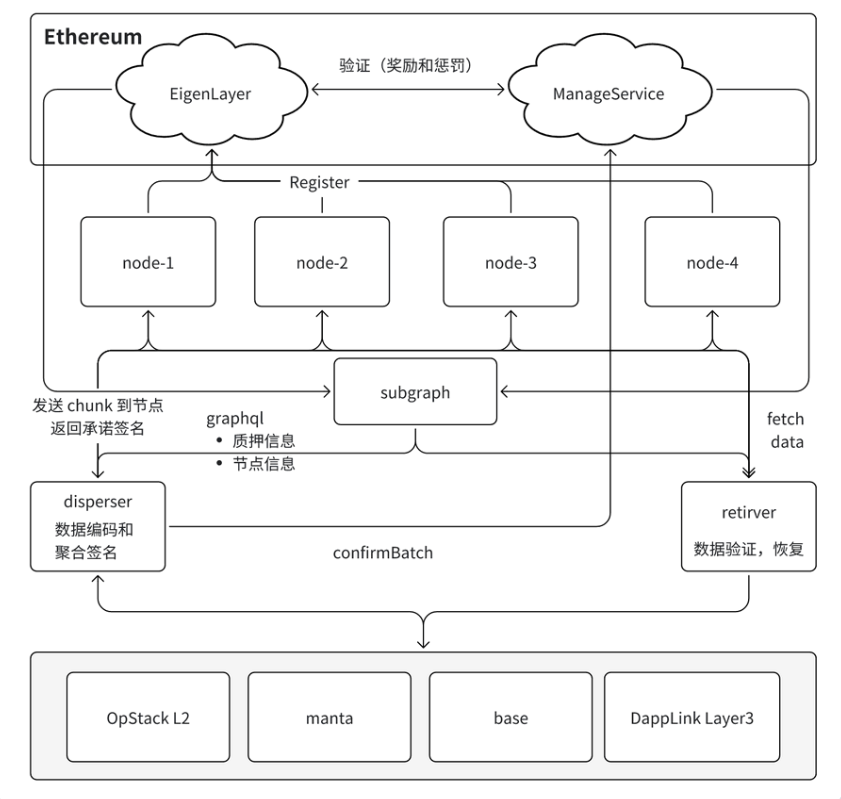 Ethereum
EigenLayer
验证（奖励和惩罚）
ManageService
Register
node-1
node-2
node-3
node-4
subgraph
发送 chunk 到节点
返回承诺签名
graphql
• 质押信息
• 节点信息
fetch
data
disperser
数据编码和
聚合签名
confirmBatch
retirver
数据验证，恢复
OpStack L2
manta
base
DappLink Layer3